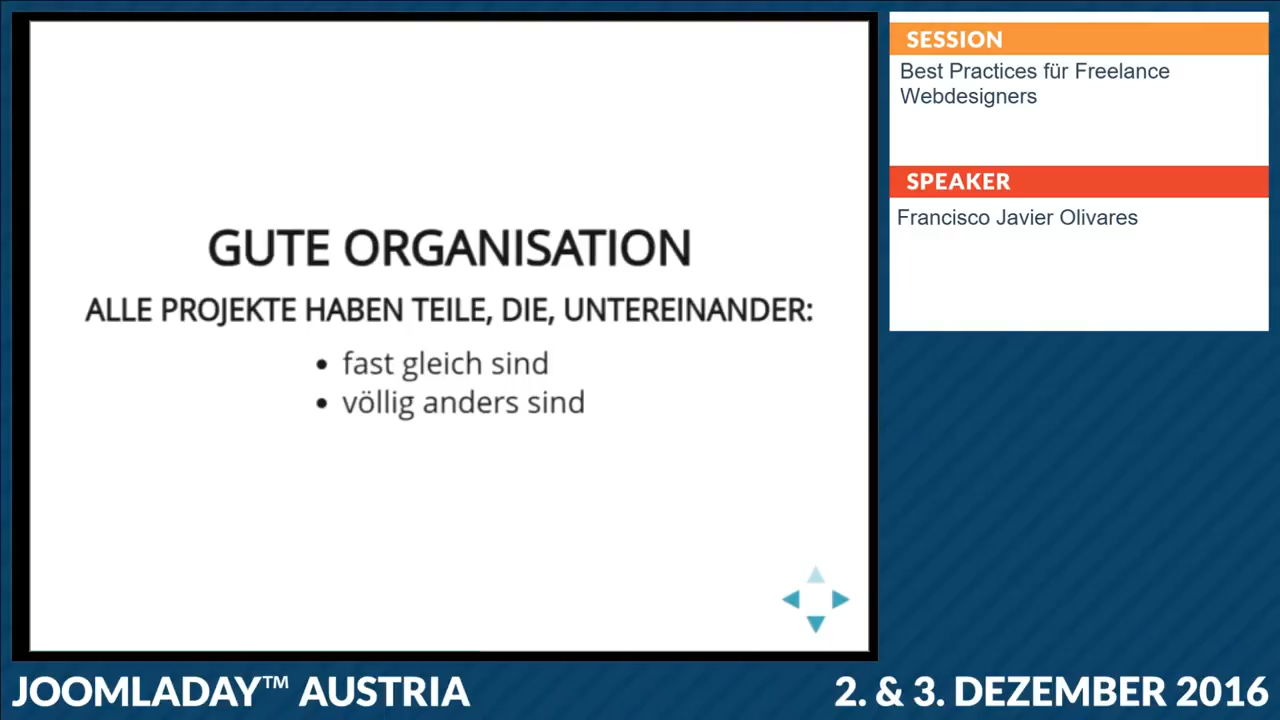 GUTE ORGANISATION
ALLE PROJEKTE HABEN TEILE, DIE, UNTEREINANDER:
• fast gleich sind
• völlig anders sind
SESSION
Best Practices für Freelance
Webdesigners
SPEAKER
Francisco Javier Olivares
JOOMLADAY™ AUSTRIA
2. & 3. DEZEMBER 2016